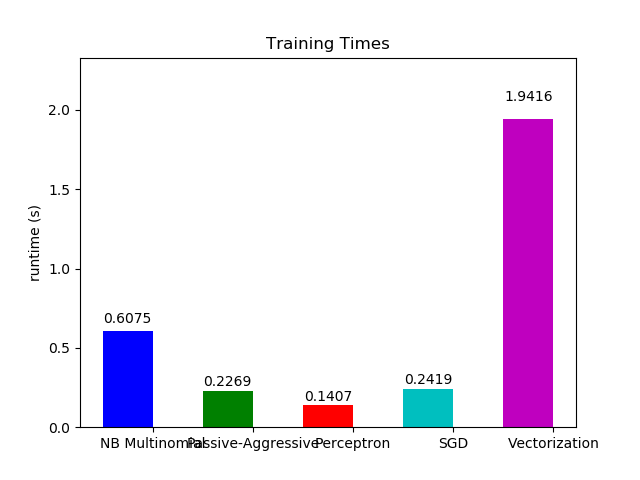 Training Times
runtime (s)
2.0
1.5
1.0
0.5
0.0
0.6075
0.2269
0.1407
0.2419
1.9416
NB Multinomial
Passive-Aggressive
Perceptron
SGD
Vectorization